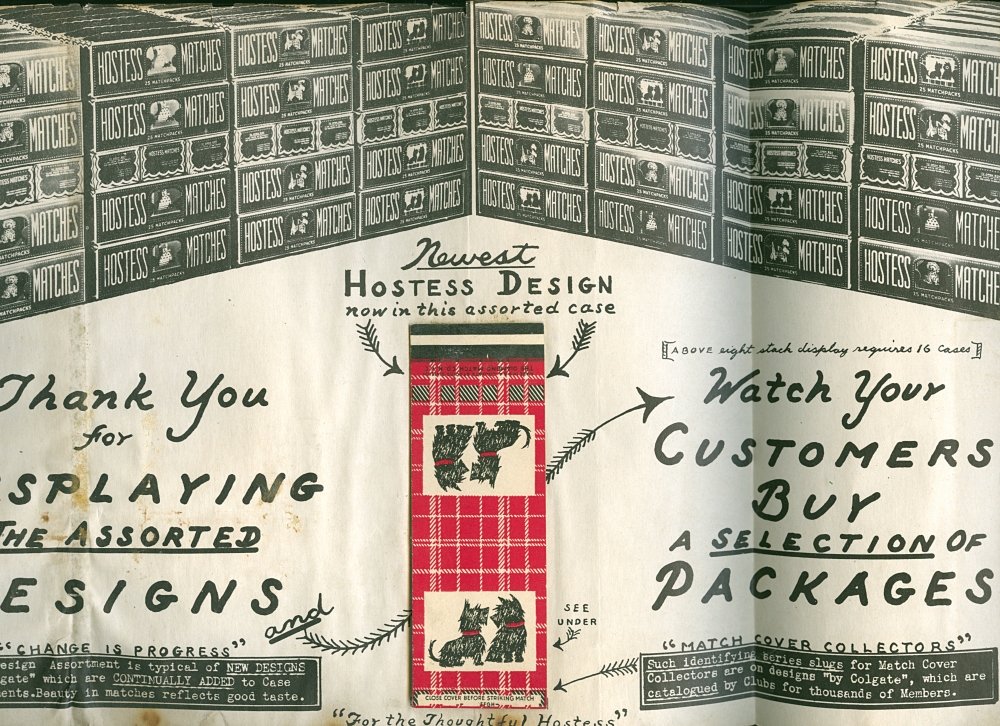 HOSTESS MATCHES
25 MATCHPACKS
Newest
HOSTESS DESIGN
now in this assorted case
[ABOVE eight stack display requires 16 cases]
Thank You
for
SPLAYING
THE ASSORTED
ESIGNS
and
"CHANGE IS PROGRESS"
esign Assortment is typical of NEW DESIGNS
gate" which are CONTINUALLY ADDED to Case
ents. Beauty in matches reflects good taste.
CLOSE COVER BEFORE STRIKING MATCH
SEE
UNDER
"For the Thoughtful Hostess"
Watch Your
CUSTOMERS
BUY
A SELECTION OF
PACKAGES
"MATCH COVER COLLECTORS"
Such identifying series slugs for Match Cover
Collectors are on designs "by Colgate", which are
catalogued by Clubs for thousands of Members.